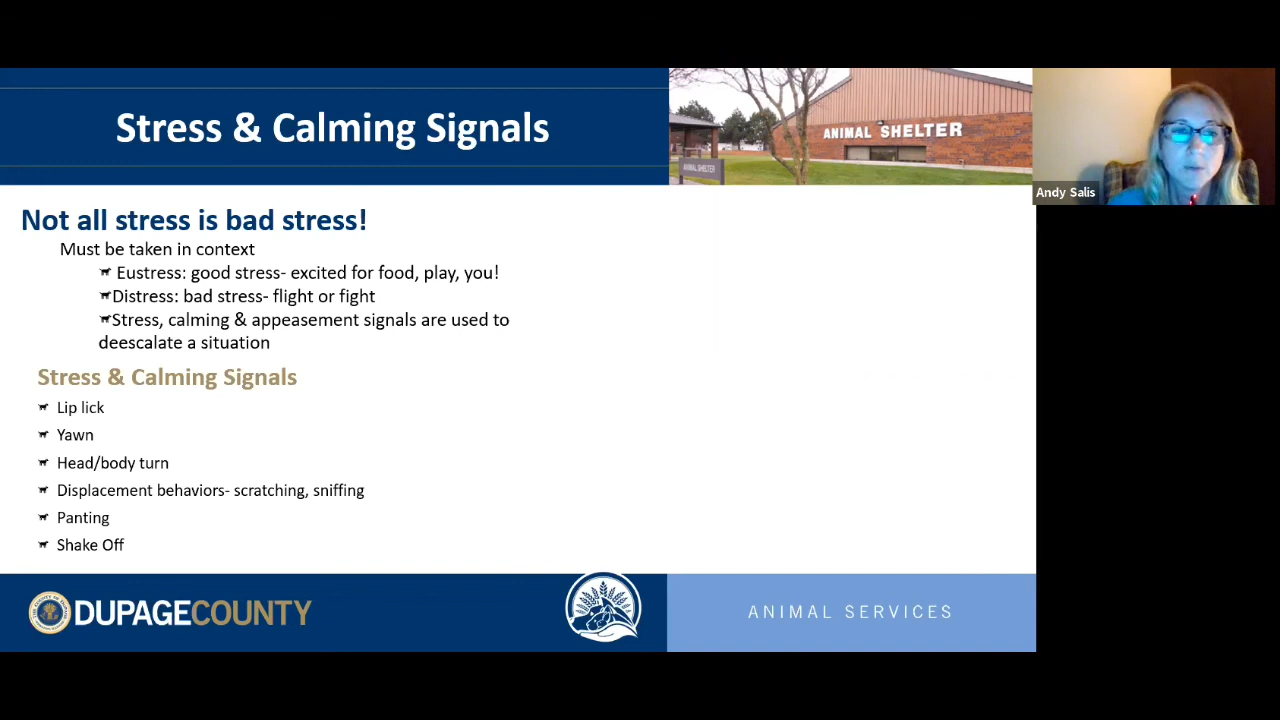 Stress & Calming Signals
ANIMAL SHELTER
ANIMAL SHELTER
Andy Salis
Not all stress is bad stress!
Must be taken in context
Eustress: good stress- excited for food, play, you!
Distress: bad stress- flight or fight
Stress, calming & appeasement signals are used to
deescalate a situation
Stress & Calming Signals
Lip lick
Yawn
Head/body turn
Displacement behaviors- scratching, sniffing
Panting
Shake Off
DUPAGECOUNTY
ANIMAL SERVICES